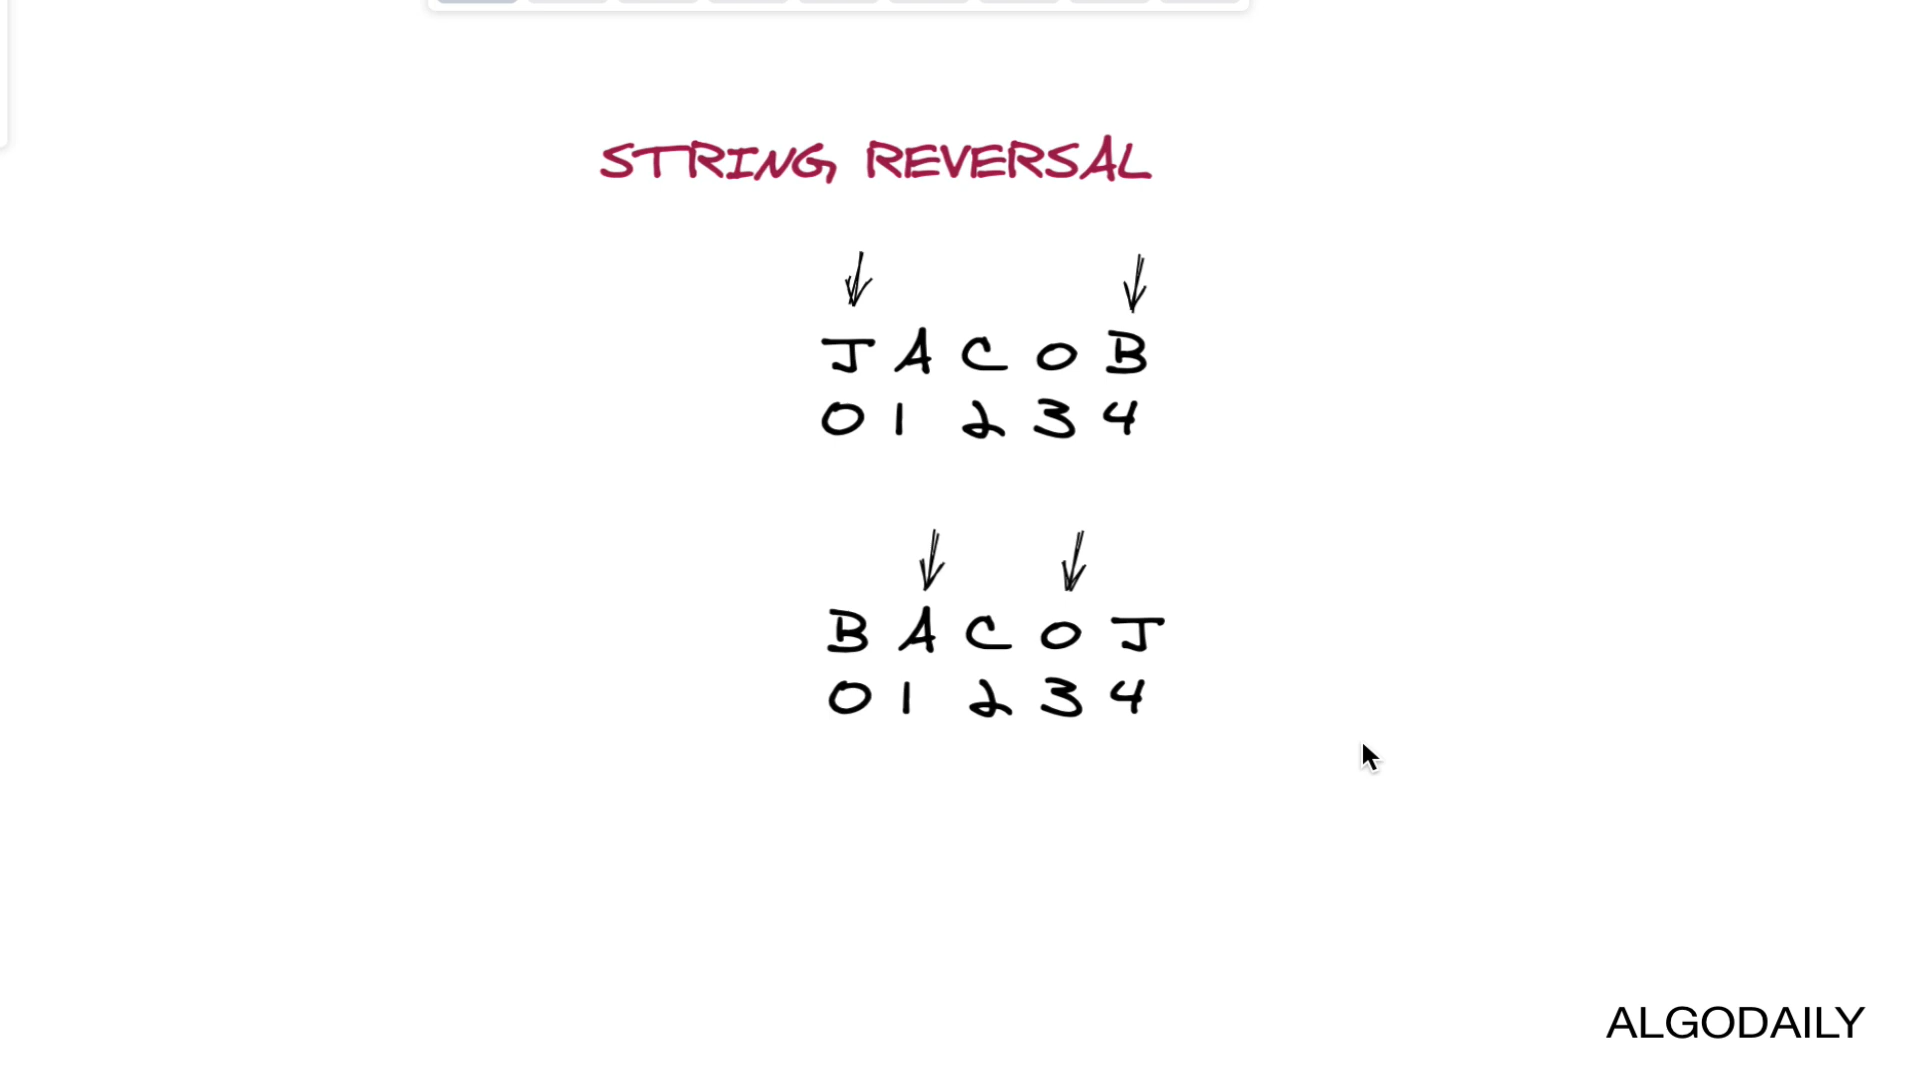 STRING REVERSAL
J A C O B
0 1 2 3 4
B A C O J
0 1 2 3 4
ALGODAILY